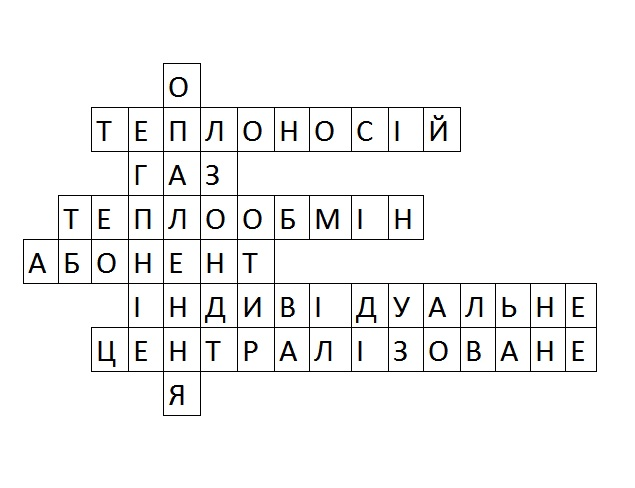 О
ТЕПЛОНОСІЙ
ГАЗ
ТЕПЛООБМІН
АБОНЕНТ
ІНДИВІДУАЛЬНЕ
ЦЕНТРАЛІЗОВАНЕ
Я